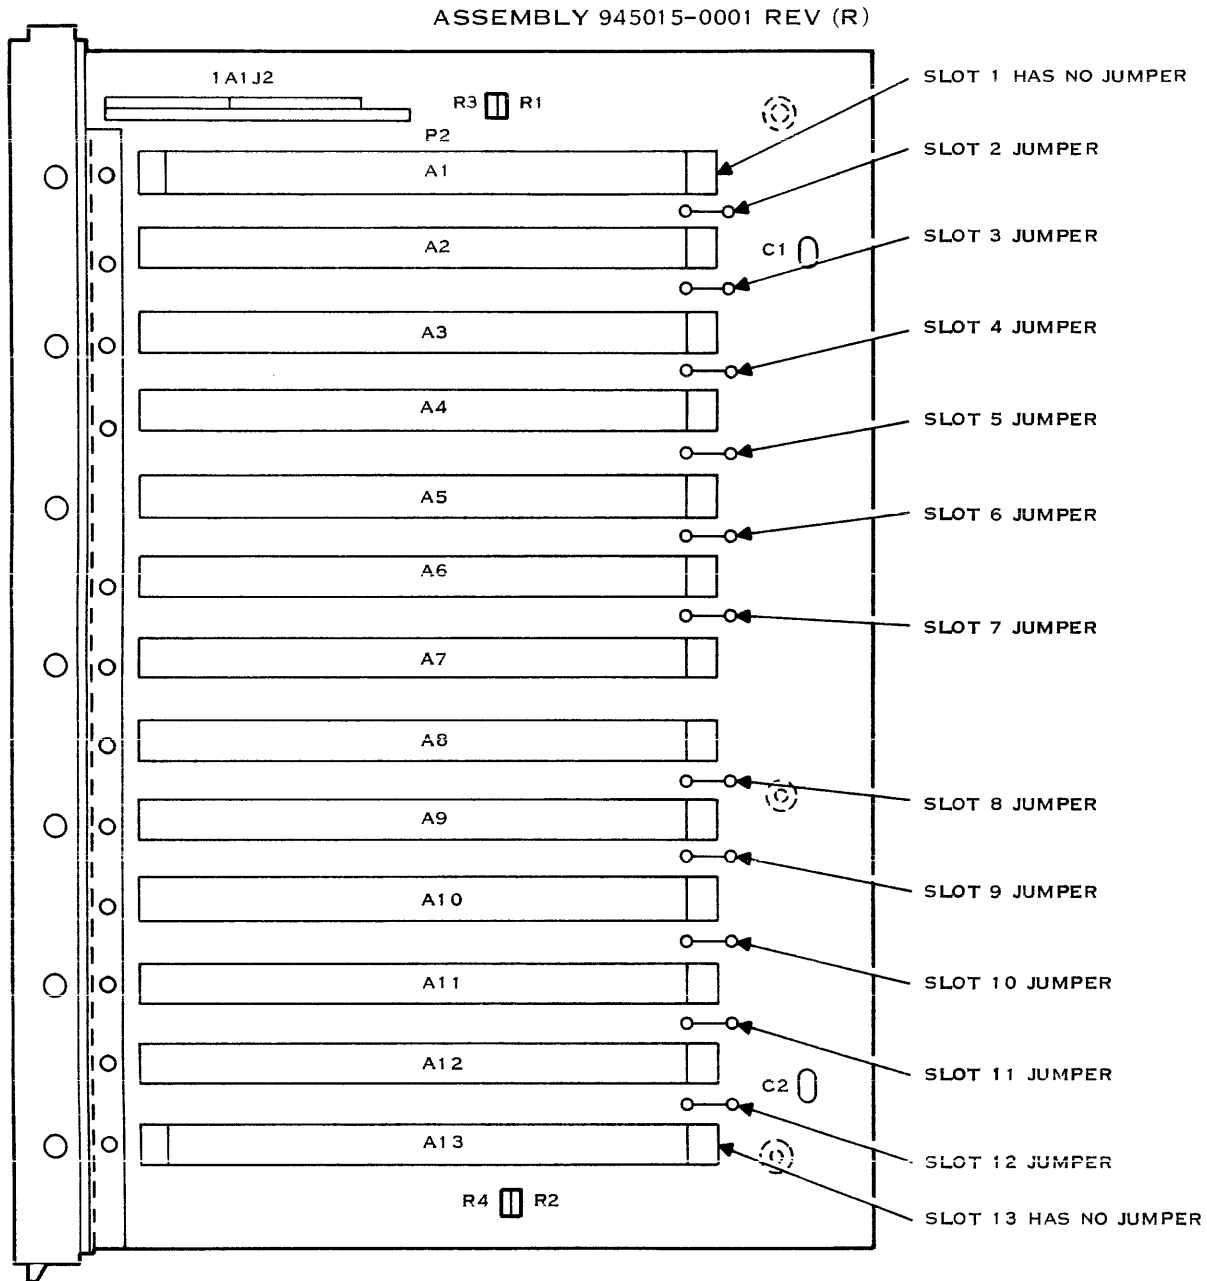 ASSEMBLY 945015-0001 REV (R)
1A1J2
R3 R1
P2
SLOT 1 HAS NO JUMPER
A1
SLOT 2 JUMPER
A2
C1
SLOT 3 JUMPER
A3
SLOT 4 JUMPER
A4
SLOT 5 JUMPER
A5
SLOT 6 JUMPER
A6
SLOT 7 JUMPER
A7
A8
SLOT 8 JUMPER
A9
SLOT 9 JUMPER
A10
SLOT 10 JUMPER
A11
SLOT 11 JUMPER
A12
C2
SLOT 12 JUMPER
A13
SLOT 13 HAS NO JUMPER
R4 R2